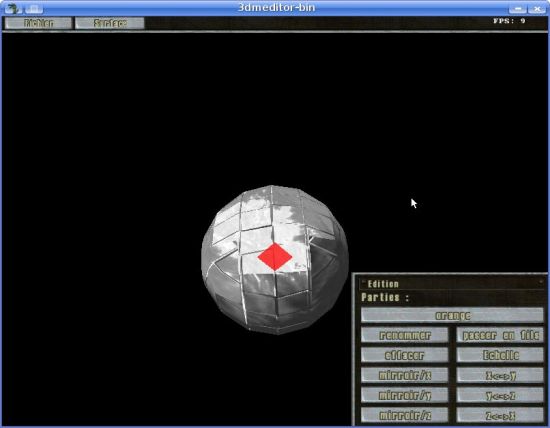 3dmeditor-bin
Fichier Surface FPS: 9
Edition
Parties :
orange
renommer passer en fils
effacer Echelle
mirroir/x x<->y
mirroir/y y<->z
mirroir/z z<->x